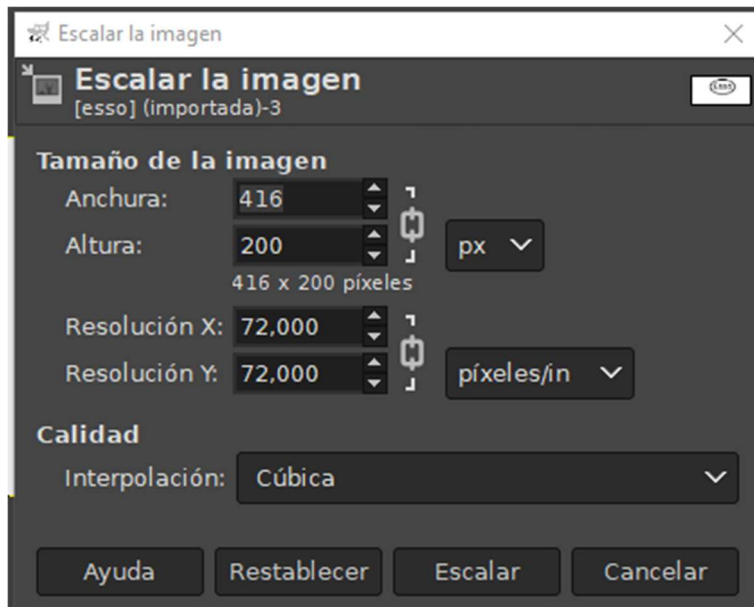 Escalar la imagen
Escalar la imagen
[esso] (importada)-3
Tamaño de la imagen
Anchura: 416
Altura: 200 px
416 x 200 píxeles
Resolución X: 72,000
Resolución Y: 72,000 píxeles/in
Calidad
Interpolación: Cúbica
Ayuda Restablecer Escalar Cancelar